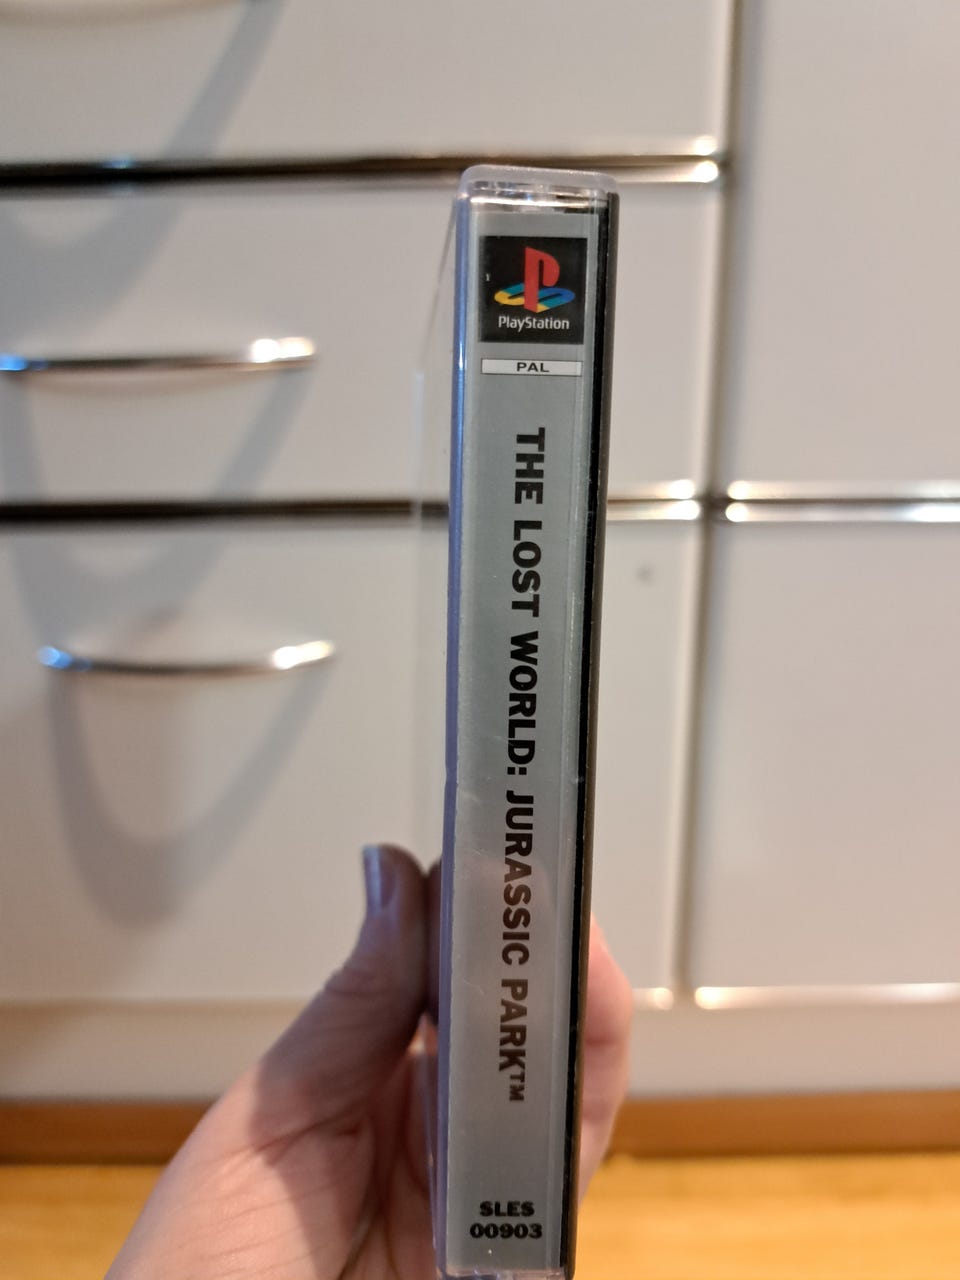 PlayStation
PAL
THE LOST WORLD: JURASSIC PARK™
SLES
00903